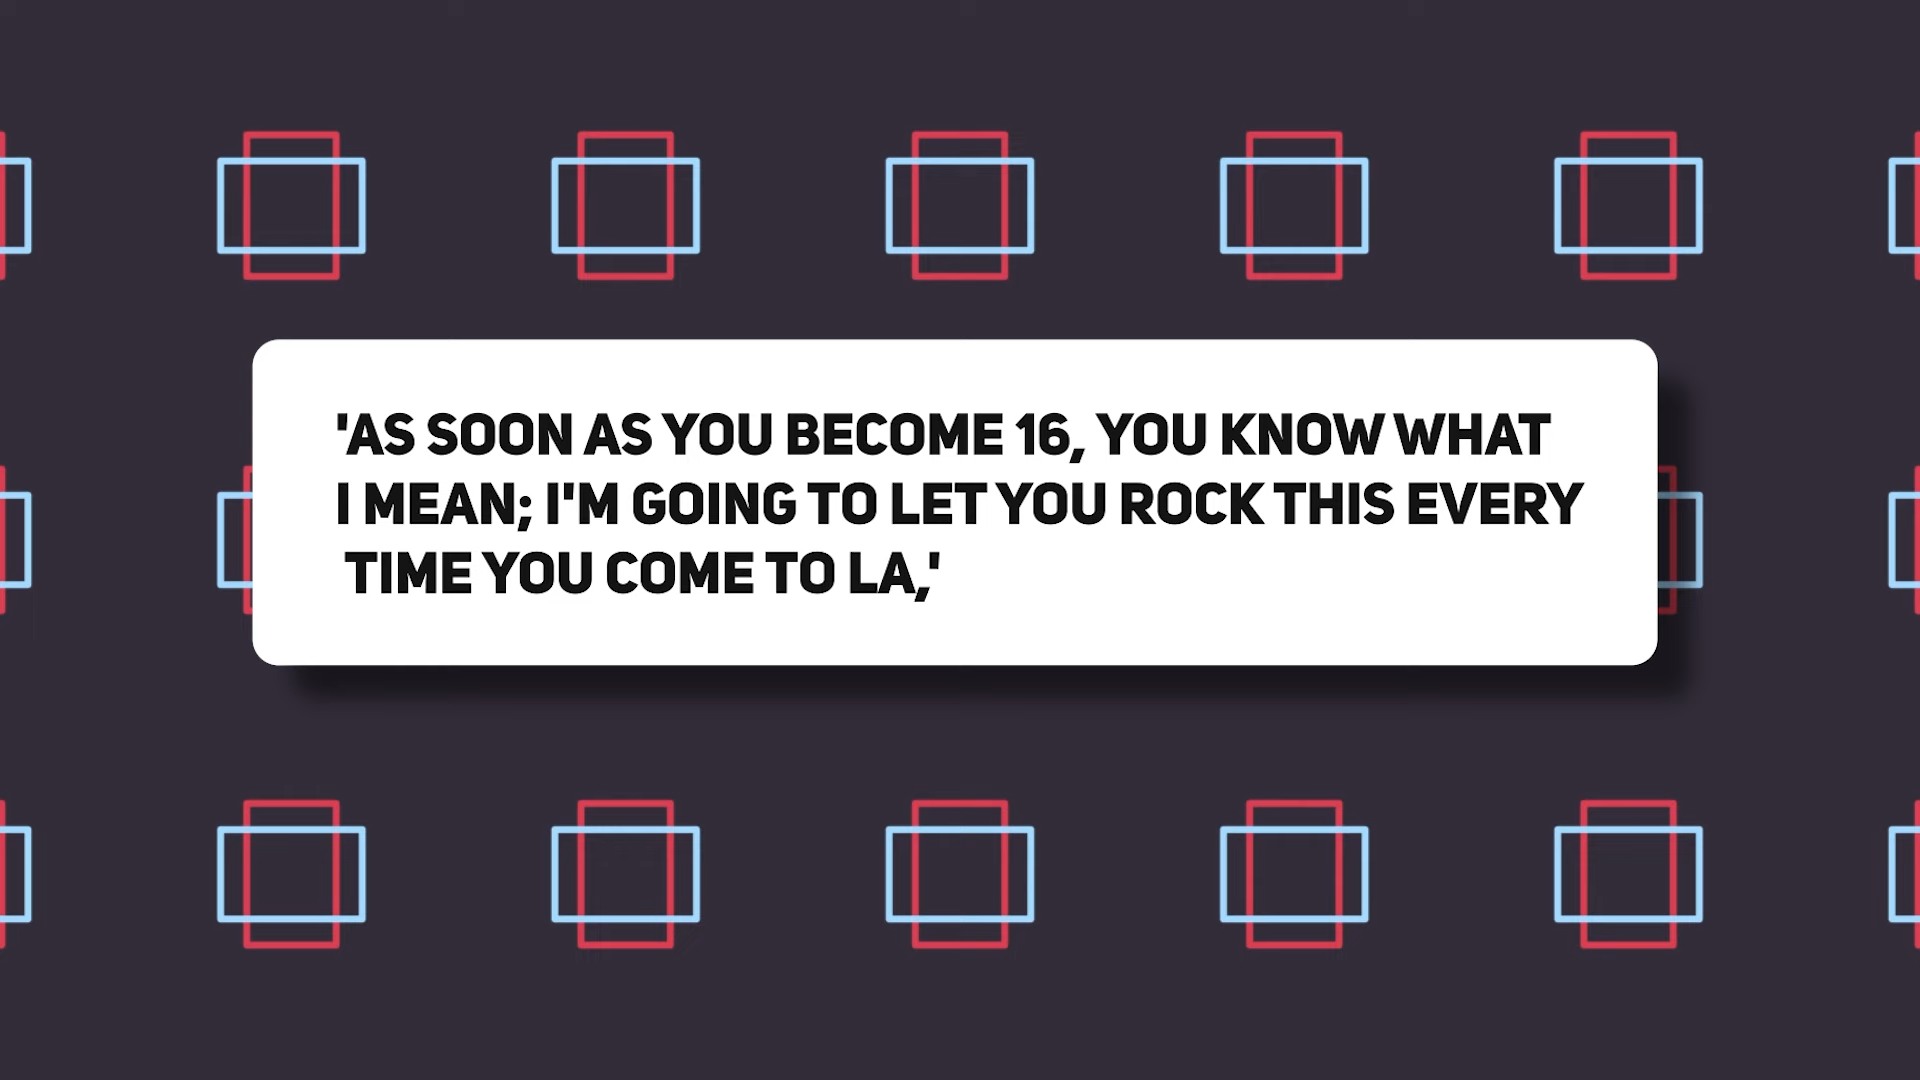 'AS SOON AS YOU BECOME 16, YOU KNOW WHAT
I MEAN; I'M GOING TO LET YOU ROCK THIS EVERY
TIME YOU COME TO LA,'